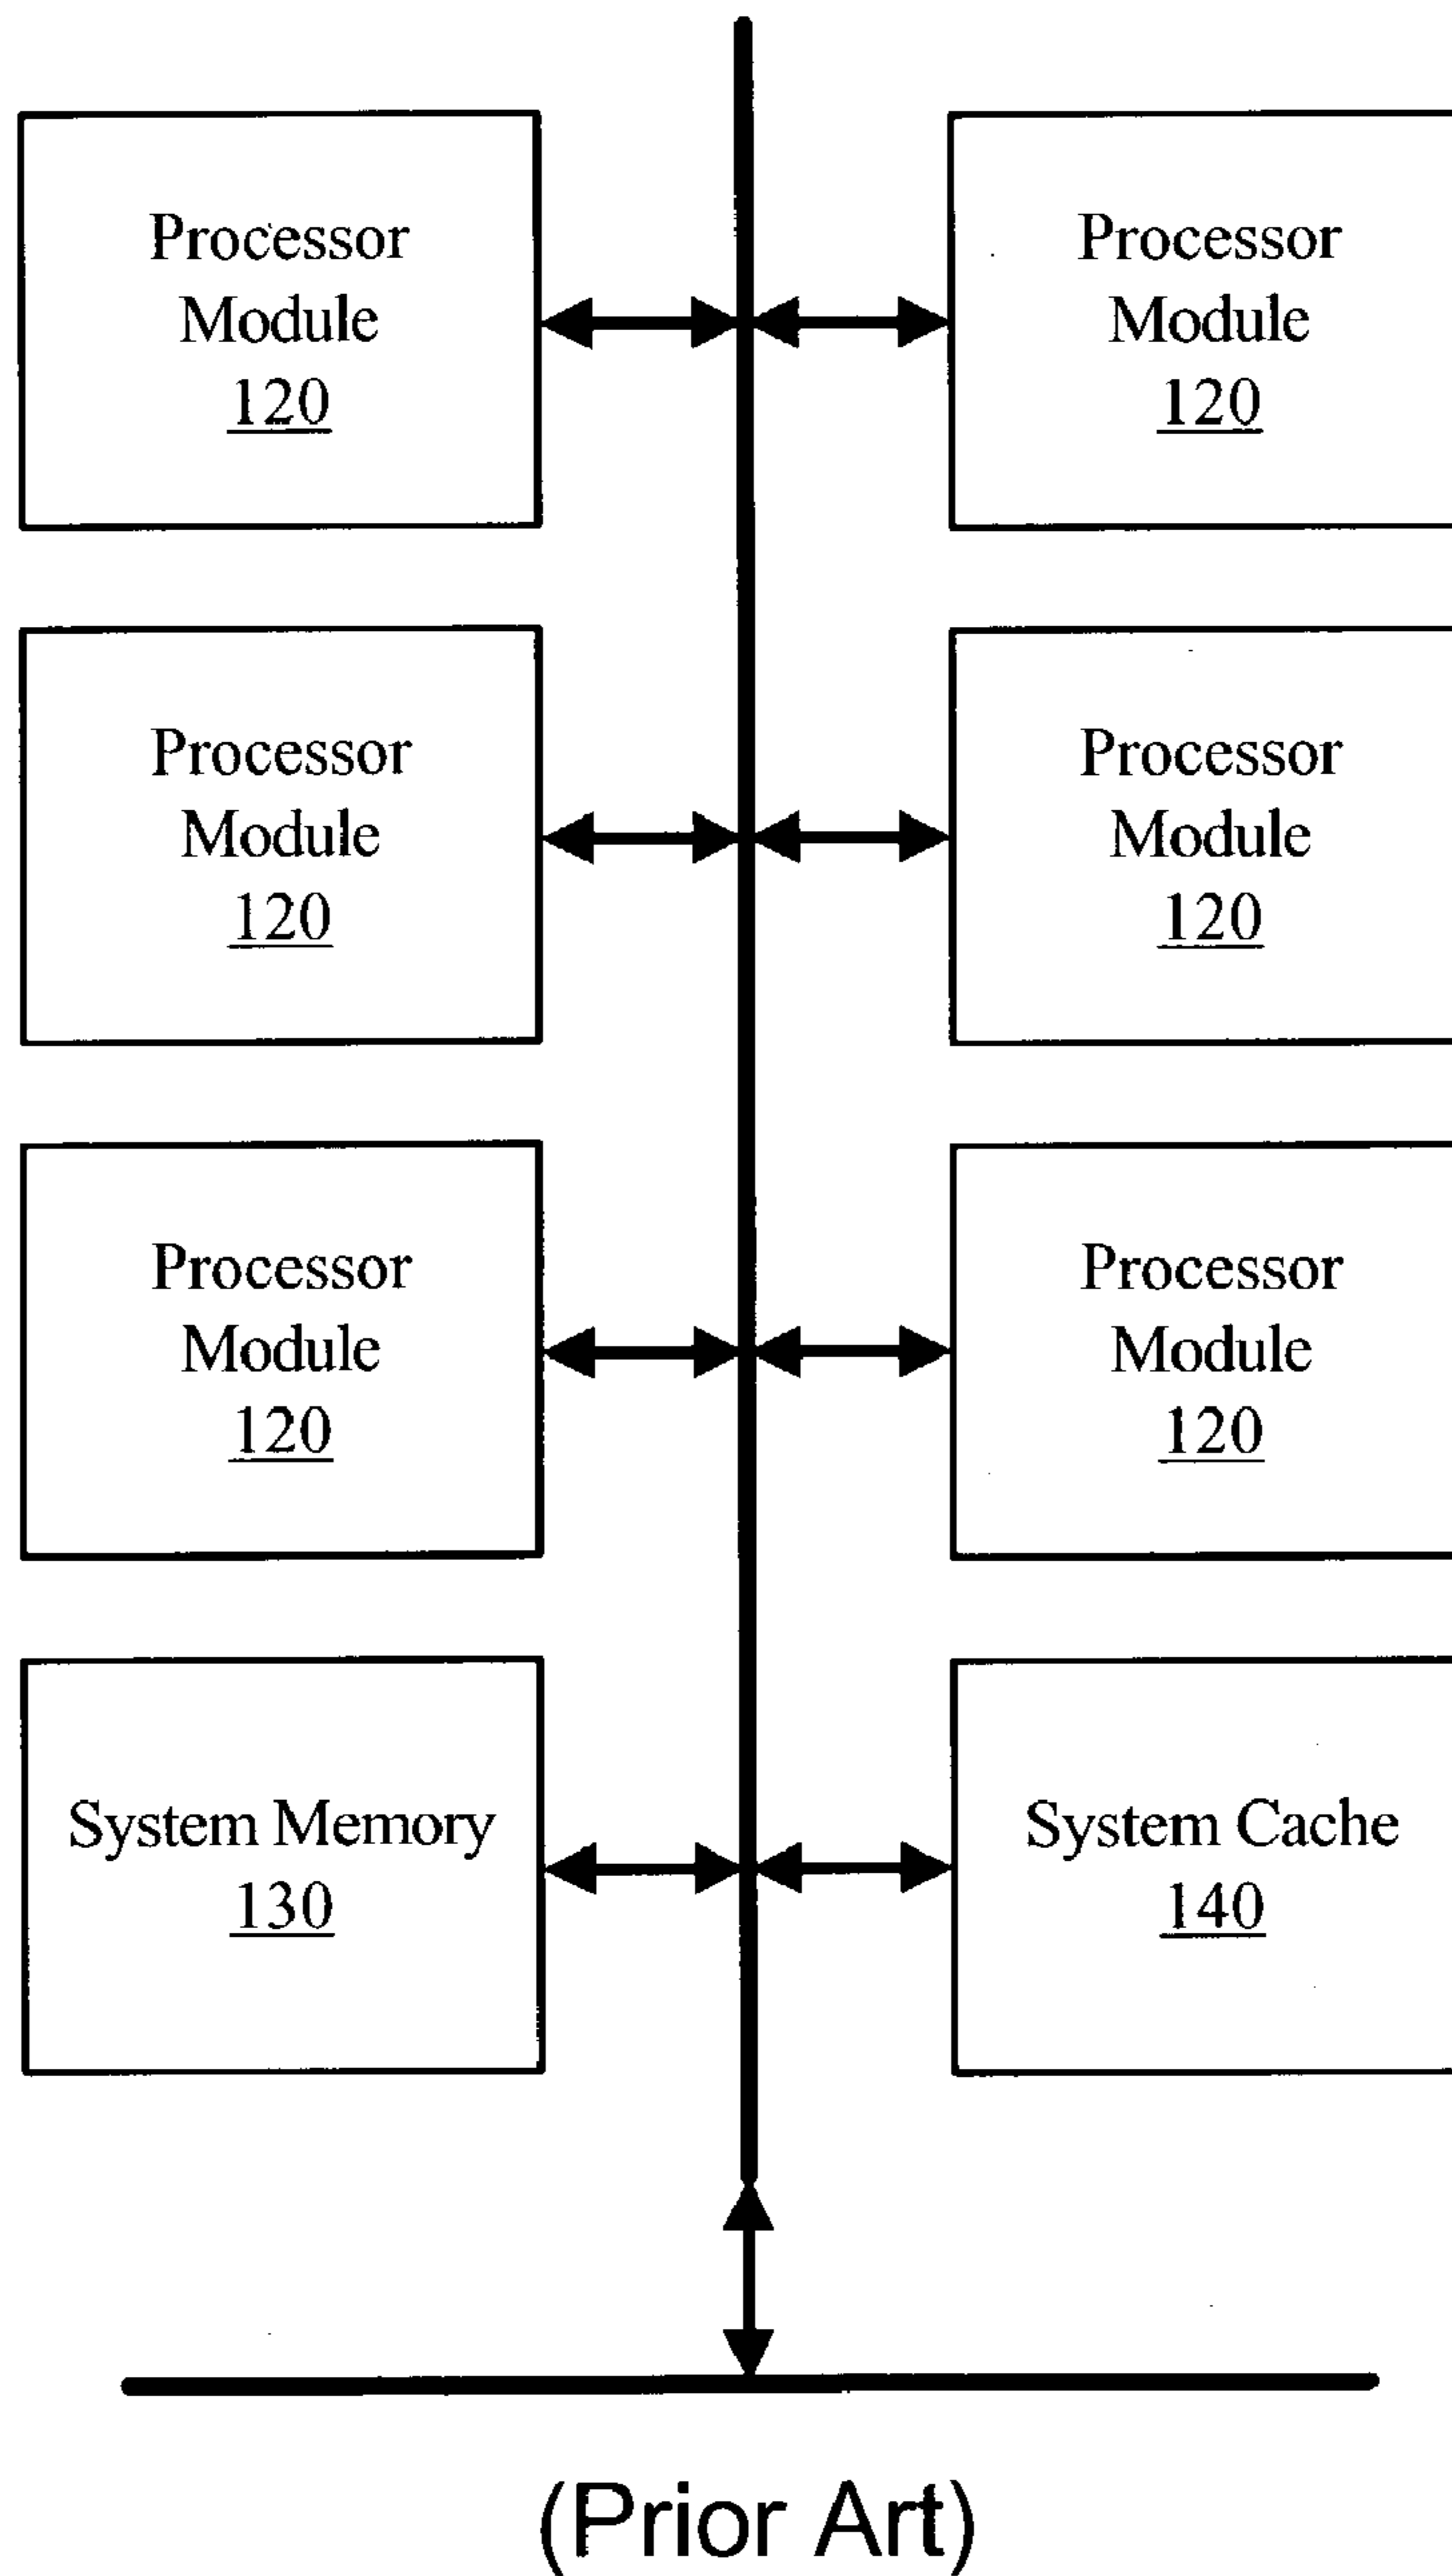 Processor
Module
120
Processor
Module
120
Processor
Module
120
Processor
Module
120
Processor
Module
120
Processor
Module
120
System Memory
130
System Cache
140
(Prior Art)